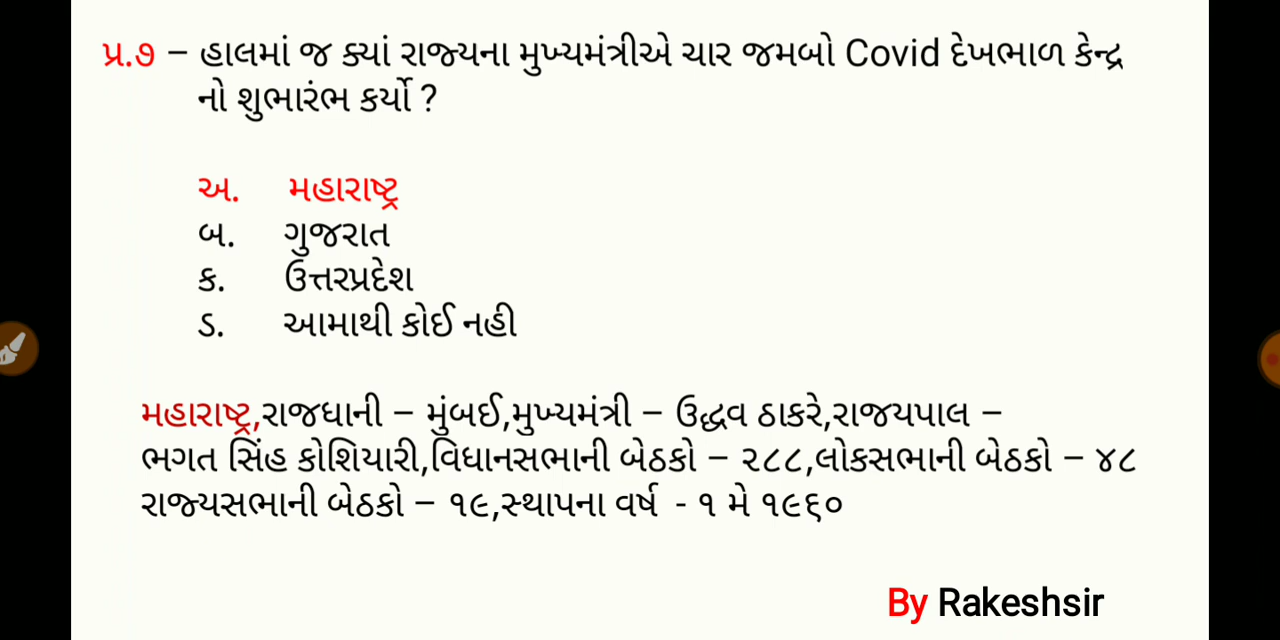 પ્ર.૭ – હાલમાં જ ક્યાં રાજ્યના મુખ્યમંત્રીએ ચાર જમબો Covid દેખભાળ કેન્દ્ર
નો શુભારંભ કર્યો ?
અ. મહારાષ્ટ્ર
બ. ગુજરાત
ક. ઉત્તરપ્રદેશ
ડ. આમાથી કોઈ નહી
મહારાષ્ટ્ર,રાજધાની – મુંબઈ,મુખ્યમંત્રી – ઉદ્ધવ ઠાકરે,રાજયપાલ –
ભગત સિંહ કોશિયારી,વિધાનસભાની બેઠકો – ૨૮૮,લોકસભાની બેઠકો – ૪૮
રાજ્યસભાની બેઠકો – ૧૯,સ્થાપના વર્ષ - ૧ મે ૧૯૬૦
By Rakeshsir